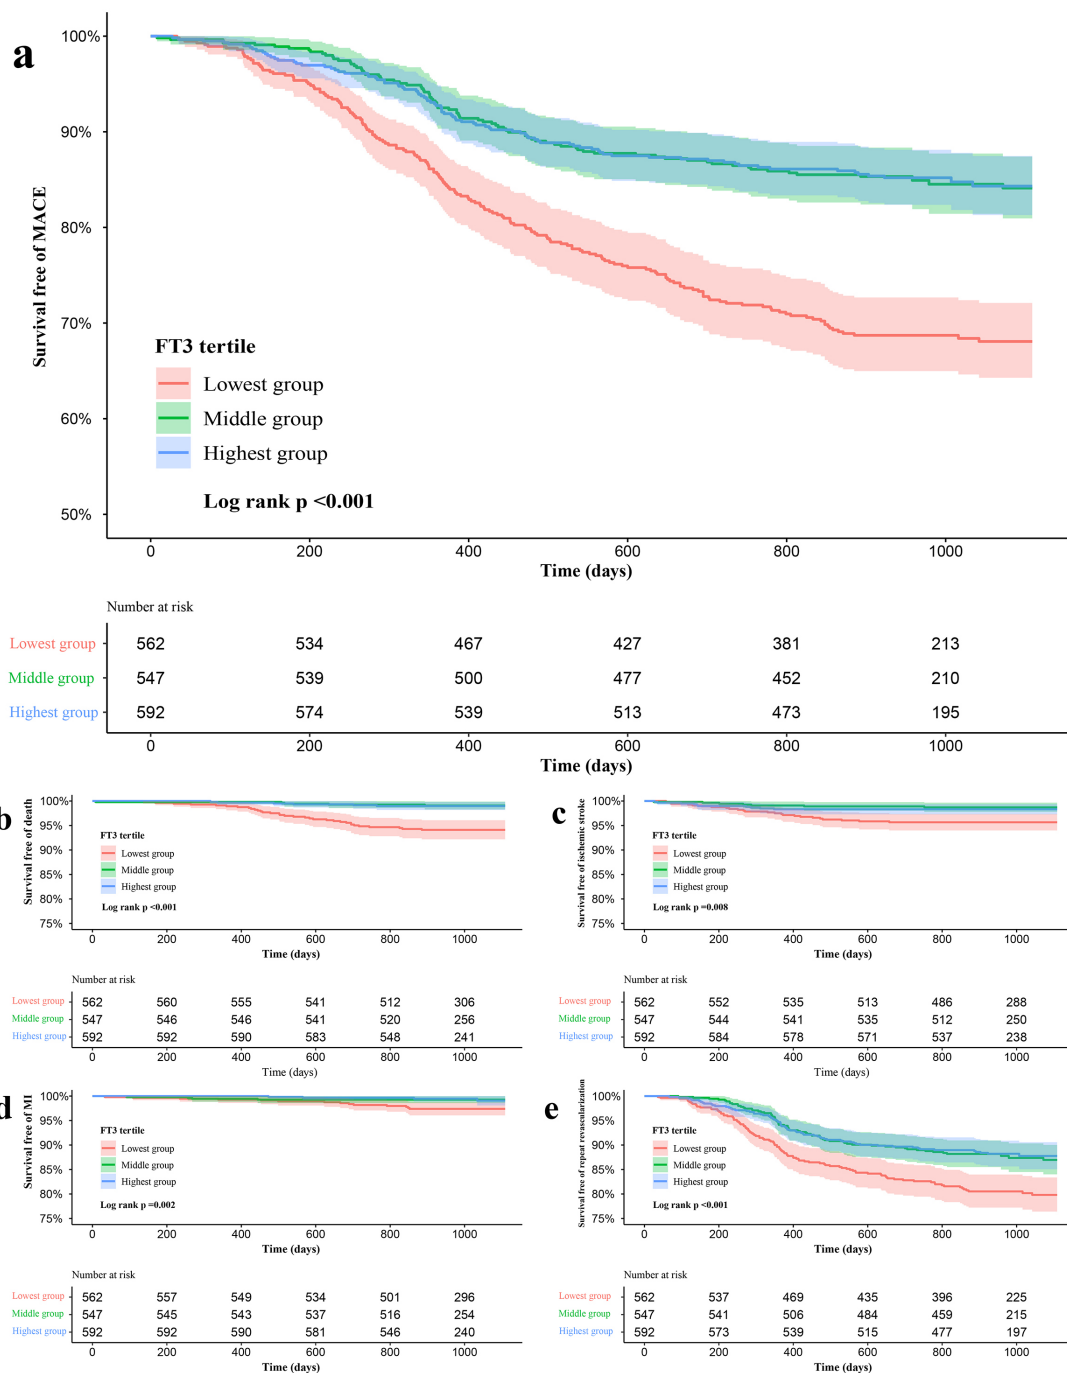 a
100%
90%
80%
70%
60%
50%
Survival free of MACE
FT3 tertile
Lowest group
Middle group
Highest group
Log rank p <0.001
0 200 400 600 800 1000
Time (days)
Number at risk
Lowest group 562 534 467 427 381 213
Middle group 547 539 500 477 452 210
Highest group 592 574 539 513 473 195
0 200 400 600 800 1000
Time (days)
b
100%
95%
90%
85%
80%
75%
Survival free of death
FT3 tertile
Lowest group
Middle group
Highest group
Log rank p <0.001
0 200 400 600 800 1000
Time (days)
Number at risk
Lowest group 562 560 555 541 512 306
Middle group 547 546 546 541 520 256
Highest group 592 592 590 583 548 241
0 200 400 600 800 1000
Time (days)
c
100%
95%
90%
85%
80%
75%
Survival free of ischemic stroke
FT3 tertile
Lowest group
Middle group
Highest group
Log rank p =0.008
0 200 400 600 800 1000
Time (days)
Number at risk
Lowest group 562 552 535 513 486 288
Middle group 547 544 541 535 512 250
Highest group 592 584 578 571 537 238
0 200 400 600 800 1000
Time (days)
d
100%
95%
90%
85%
80%
75%
Survival free of MI
FT3 tertile
Lowest group
Middle group
Highest group
Log rank p =0.002
0 200 400 600 800 1000
Time (days)
Number at risk
Lowest group 562 557 549 534 501 296
Middle group 547 545 543 537 516 254
Highest group 592 592 590 581 546 240
0 200 400 600 800 1000
Time (days)
e
100%
95%
90%
85%
80%
75%
Survival free of repeat revascularization
FT3 tertile
Lowest group
Middle group
Highest group
Log rank p <0.001
0 200 400 600 800 1000
Time (days)
Number at risk
Lowest group 562 537 469 435 396 225
Middle group 547 541 506 484 459 215
Highest group 592 573 539 515 477 197
0 200 400 600 800 1000
Time (days)